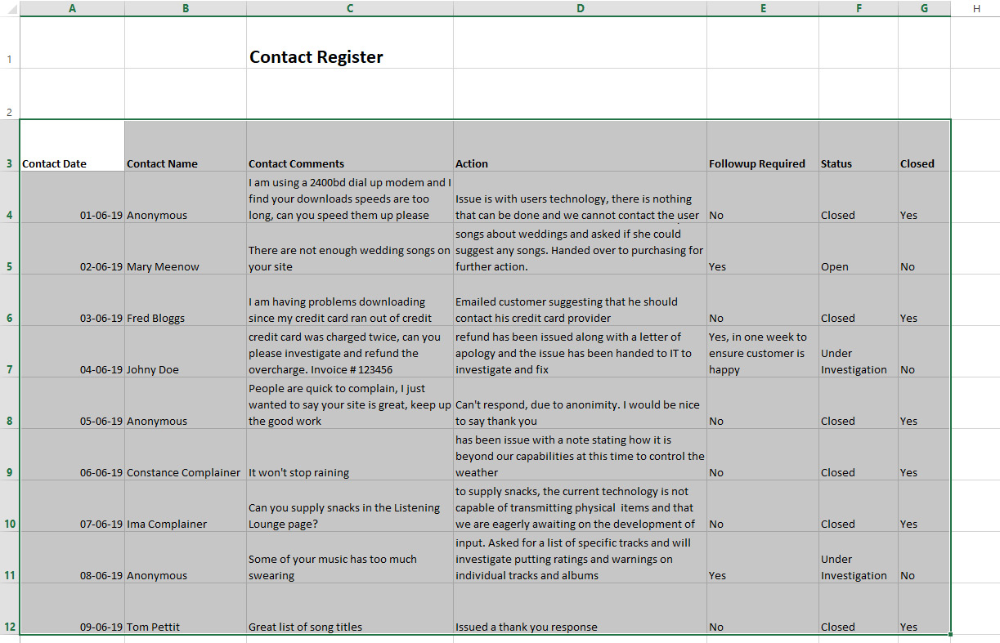 A B C D E F G H
1 Contact Register
2
3 Contact Date Contact Name Contact Comments Action Followup Required Status Closed
I am using a 2400bd dial up modem and I
find your downloads speeds are too Issue is with users technology, there is nothing
4 01-06-19 Anonymous long, can you speed them up please that can be done and we cannot contact the user No Closed Yes
songs about weddings and asked if she could
There are not enough wedding songs on suggest any songs. Handed over to purchasing for
5 02-06-19 Mary Meenow your site further action. Yes Open No
I am having problems downloading Emailed customer suggesting that he should
6 03-06-19 Fred Bloggs since my credit card ran out of credit contact his credit card provider No Closed Yes
credit card was charged twice, can you refund has been issued along with a letter of Yes, in one week to
please investigate and refund the apology and the issue has been handed to IT to ensure customer is Under
7 04-06-19 Johny Doe overcharge. Invoice # 123456 investigate and fix happy Investigation No
People are quick to complain, I just
wanted to say your site is great, keep up Can't respond, due to anonimity. I would be nice
8 05-06-19 Anonymous the good work to say thank you No Closed Yes
has been issue with a note stating how it is
beyond our capabilities at this time to control the
9 06-06-19 Constance Complainer It won't stop raining weather No Closed Yes
to supply snacks, the current technology is not
Can you supply snacks in the Listening capable of transmitting physical  items and that
10 07-06-19 Ima Complainer Lounge page? we are eagerly awaiting on the development of No Closed Yes
input. Asked for a list of specific tracks and will
Some of your music has too much investigate putting ratings and warnings on Under
11 08-06-19 Anonymous swearing individual tracks and albums Yes Investigation No
12 09-06-19 Tom Pettit Great list of song titles Issued a thank you response No Closed Yes